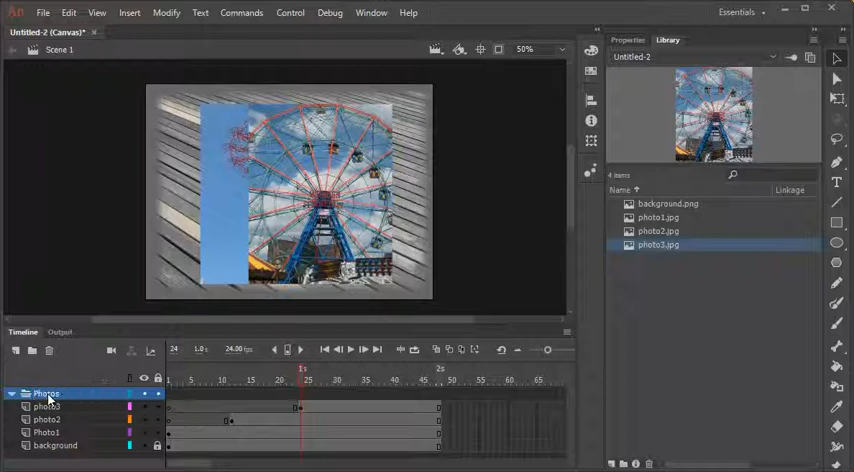 An File Edit View Insert Modify Text Commands Control Debug Window Help Essentials
Untitled-2 (Canvas)* ×
Scene 1 50%
Properties Library
Untitled-2
4 items
Name Linkage
background.png
photo1.jpg
photo2.jpg
photo3.jpg
Timeline Output
24 1.0s 24.00 fps
1s 2s
1 5 10 15 20 25 30 35 40 45 50 55 60 65
Photos
photo3
photo2
Photo1
background